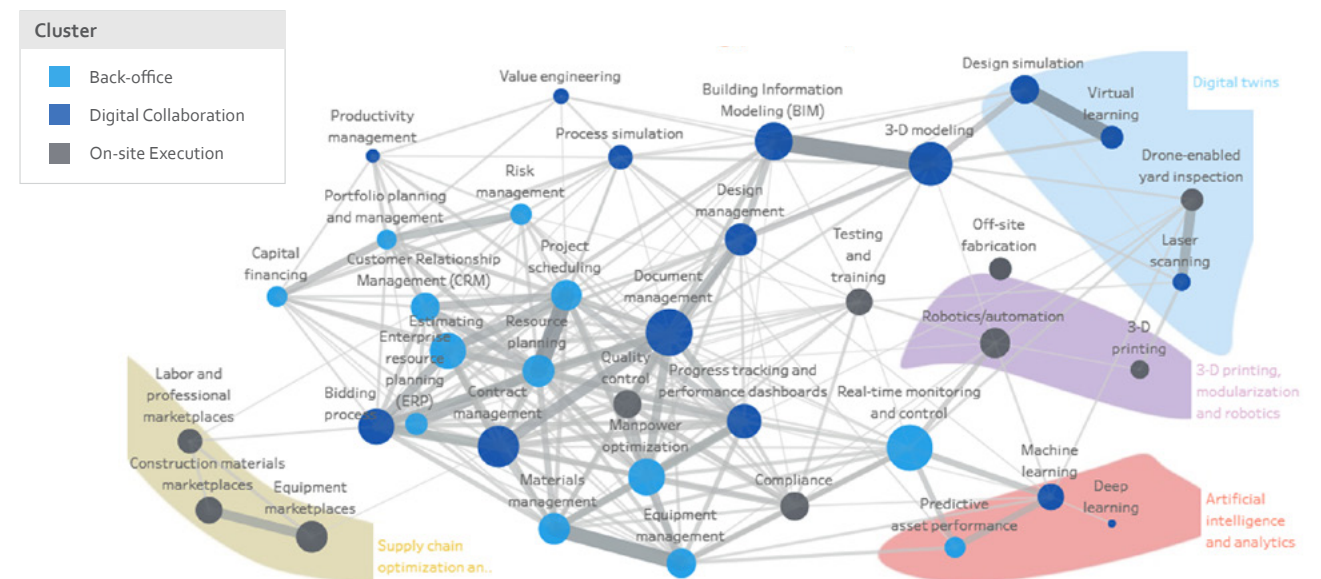 Cluster
Back-office
Digital Collaboration
On-site Execution
Value engineering
Productivity
management
Process simulation
Building Information
Modeling (BIM)
3-D modeling
Design simulation
Virtual
learning
Digital twins
Drone-enabled
yard inspection
Risk
management
Portfolio planning
and management
Design
management
Capital
financing
Customer Relationship
Management (CRM)
Project
scheduling
Testing
and
training
Off-site
fabrication
Laser
scanning
Document
management
Estimating
Enterprise
resource
planning
(ERP)
Resource
planning
Robotics/automation
3-D
printing
3-D printing,
modularization
and robotics
Quality
control
Progress tracking and
performance dashboards
Real-time monitoring
and control
Labor and
professional
marketplaces
Bidding
process
Contract
management
Manpower
optimization
Construction materials
marketplaces
Equipment
marketplaces
Materials
management
Equipment
management
Compliance
Machine
learning
Deep
learning
Predictive
asset performance
Artificial
intelligence
and analytics
Supply chain
optimization an..